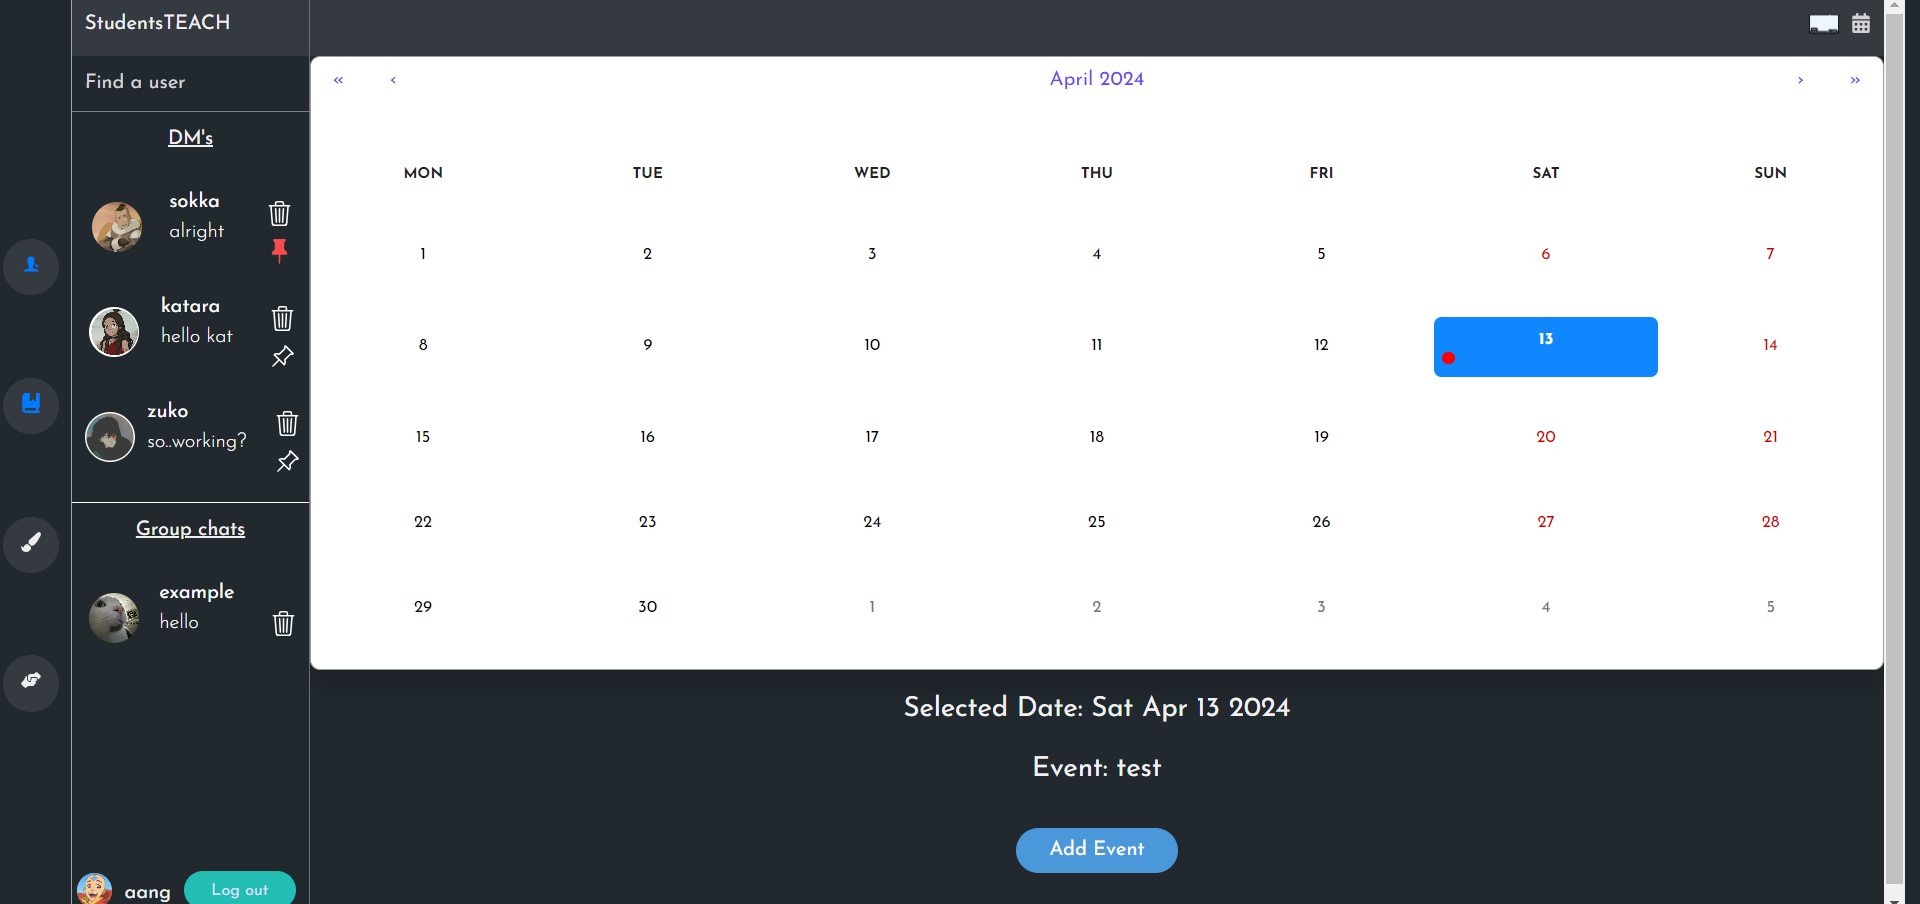 StudentsTEACH
Find a user
DM's
sokka
alright
katara
hello kat
zuko
so..working?
Group chats
example
hello
aang
Log out
« ‹ April 2024 › »
MON TUE WED THU FRI SAT SUN
1 2 3 4 5 6 7
8 9 10 11 12 13 14
15 16 17 18 19 20 21
22 23 24 25 26 27 28
29 30 1 2 3 4 5
Selected Date: Sat Apr 13 2024
Event: test
Add Event